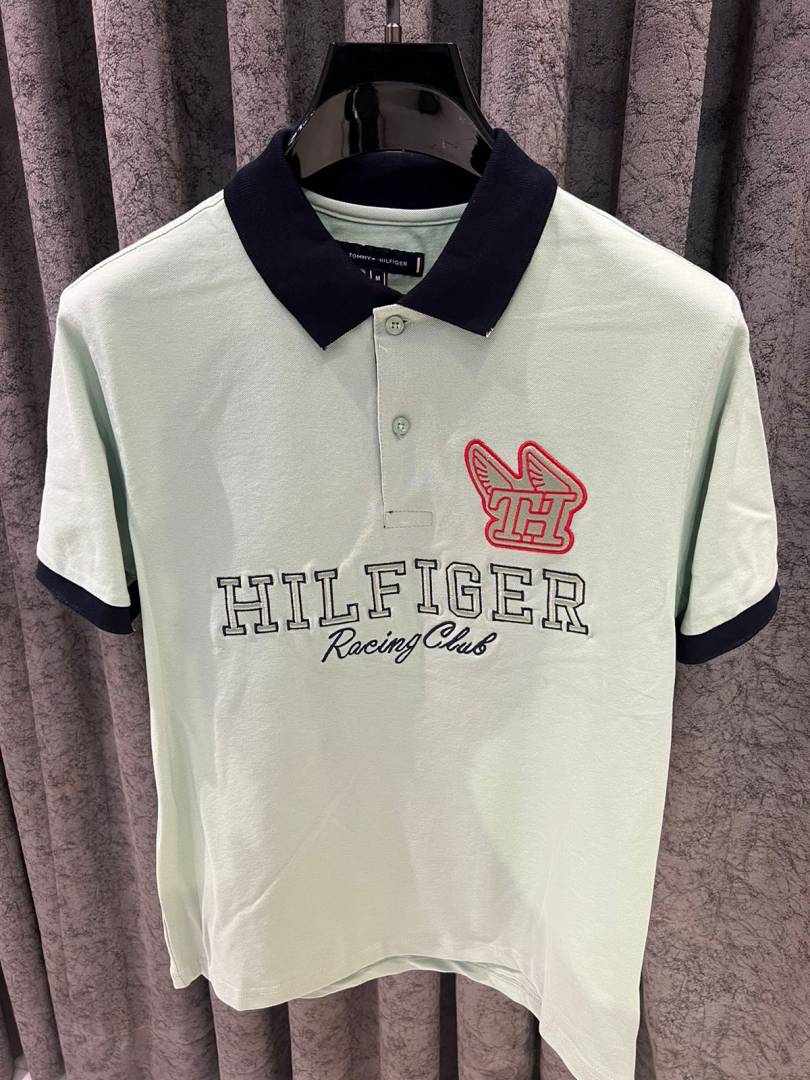 TOMMY HILFIGER
M
TH
HILFIGER
Racing Club